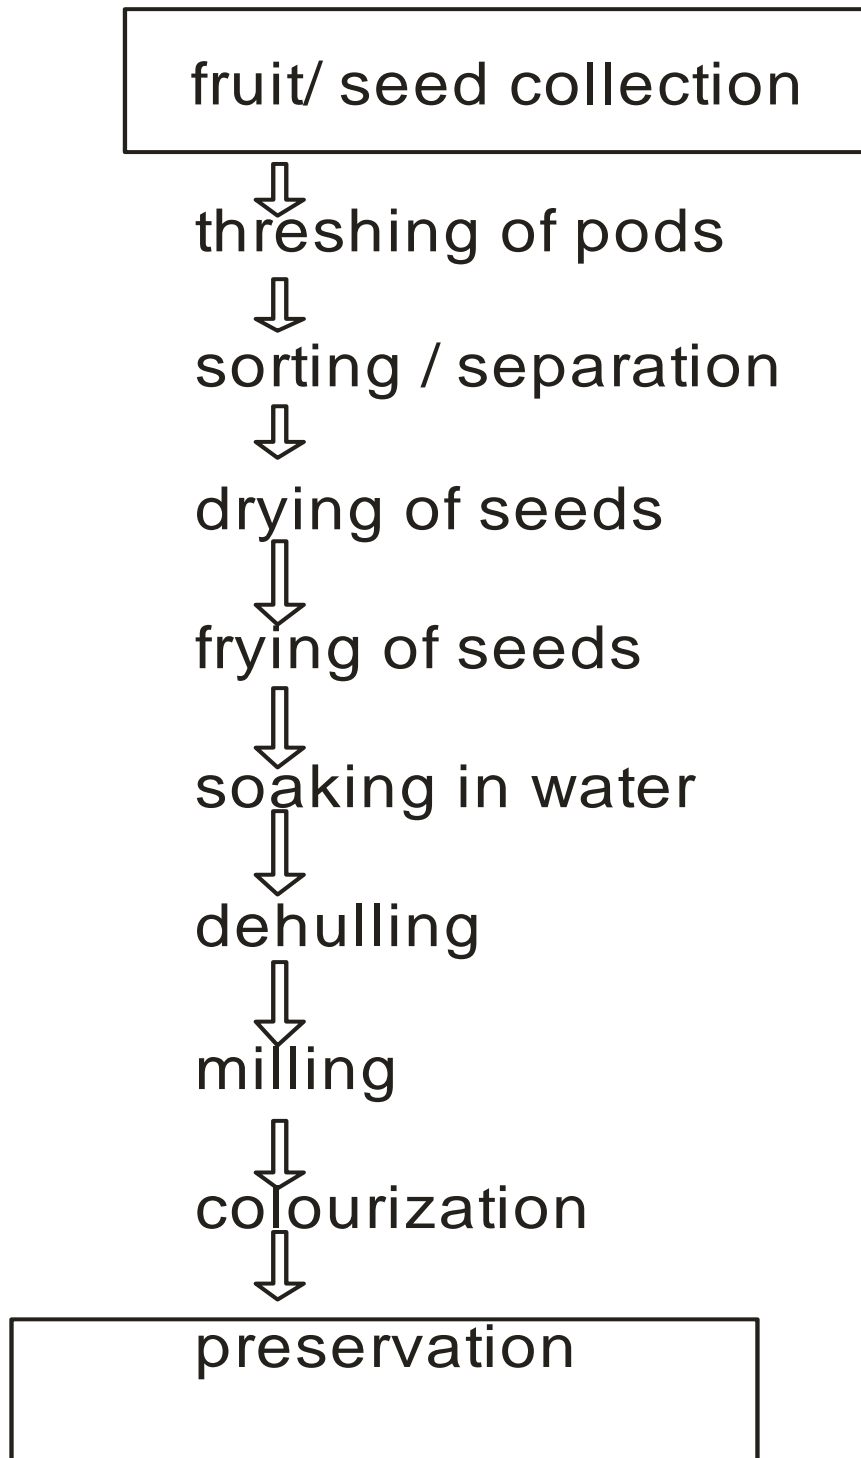 fruit/ seed collection
threshing of pods
sorting / separation
drying of seeds
frying of seeds
soaking in water
dehulling
milling
colourization
preservation